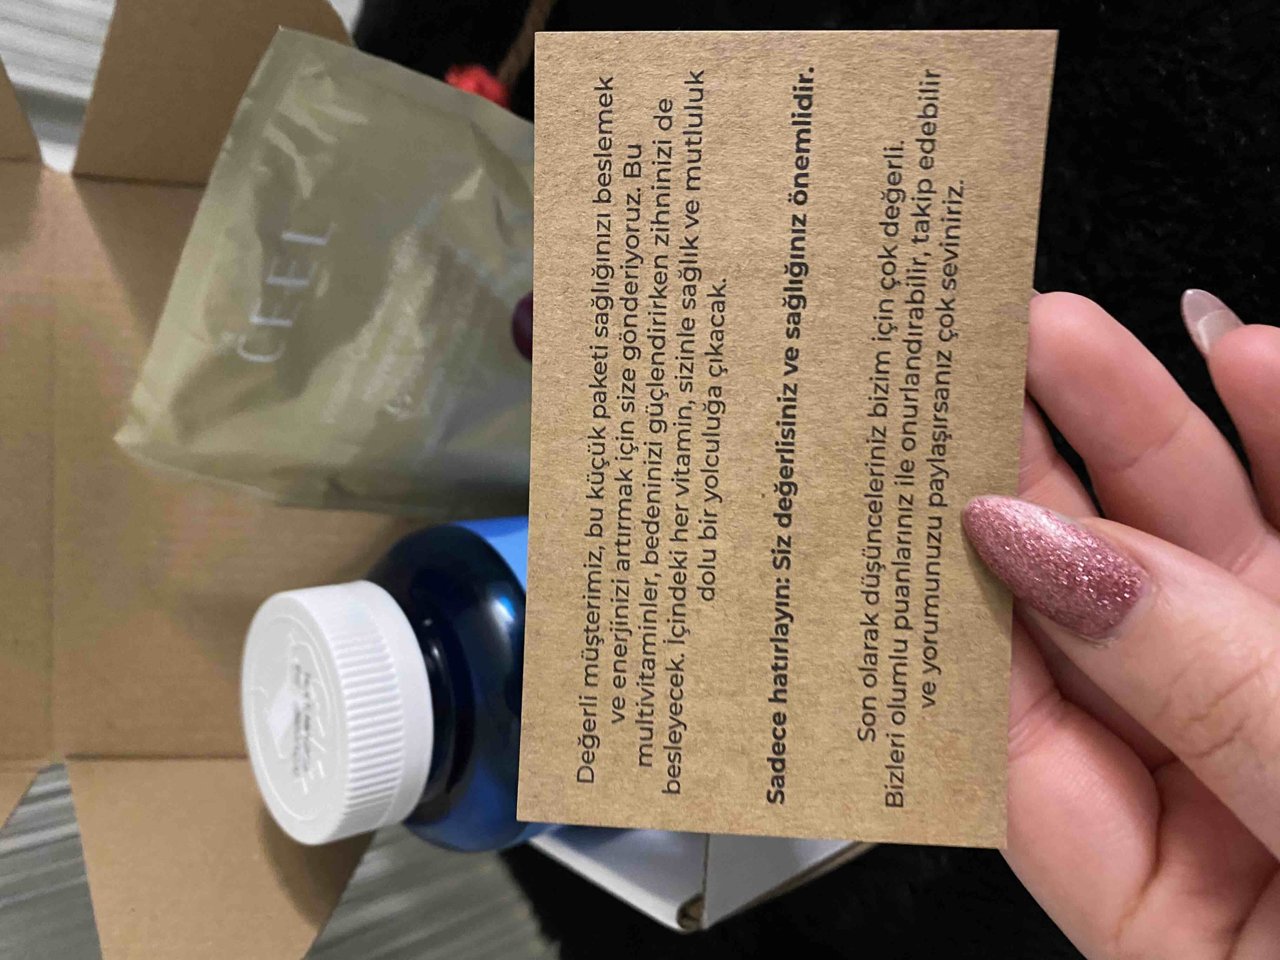 Değerli müşterimiz, bu küçük paketi sağlığınızı beslemek
ve enerjinizi artırmak için size gönderiyoruz. Bu
multivitaminler, bedeninizi güçlendirirken zihninizi de
besleyecek. İçindeki her vitamin, sizinle sağlık ve mutluluk
dolu bir yolculuğa çıkacak.
Sadece hatırlayın: Siz değerlisiniz ve sağlığınız önemlidir.
Son olarak düşünceleriniz bizim için çok değerli.
Bizleri olumlu puanlarınız ile onurlandırabilir, takip edebilir
ve yorumunuzu paylaşırsanız çok seviniriz.